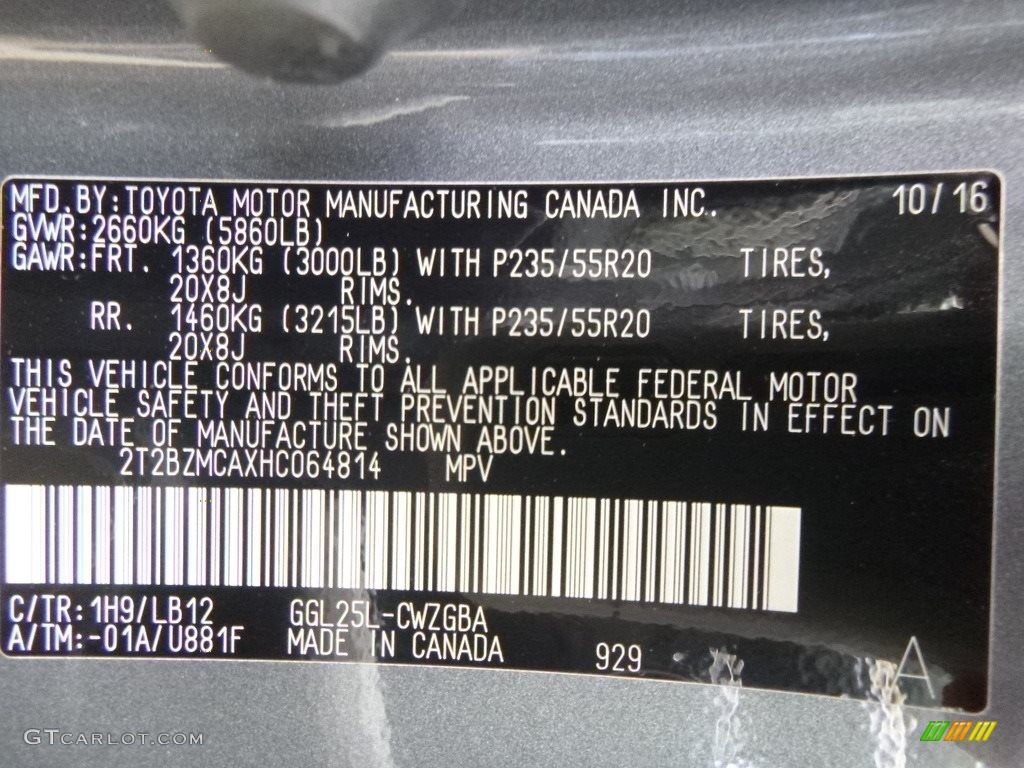 MFD.BY:TOYOTA MOTOR MANUFACTURING CANADA INC. 10/16
GVWR:2660KG (5860LB)
GAWR:FRT. 1360KG (3000LB) WITH P235/55R20 TIRES,
20X8J RIMS.
RR. 1460KG (3215LB) WITH P235/55R20 TIRES,
20X8J RIMS.
THIS VEHICLE CONFORMS TO ALL APPLICABLE FEDERAL MOTOR
VEHICLE SAFETY AND THEFT PREVENTION STANDARDS IN EFFECT ON
THE DATE OF MANUFACTURE SHOWN ABOVE.
2T2BZMCAXHC064814 MPV
C/TR:1H9/LB12 GGL25L-CWZGBA
A/TM:-01A/U881F MADE IN CANADA 929 A
GTCARLOT.COM